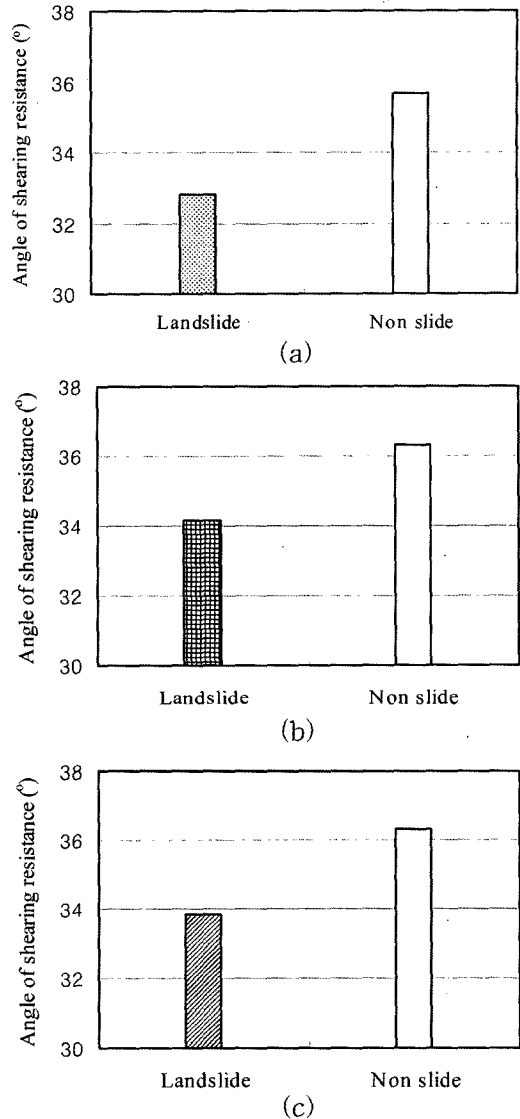 Angle of shearing resistance (º)
38
36
34
32
30
Landslide Non slide
(a)
Angle of shearing resistance (º)
38
36
34
32
30
Landslide Non slide
(b)
Angle of shearing resistance (º)
38
36
34
32
30
Landslide Non slide
(c)